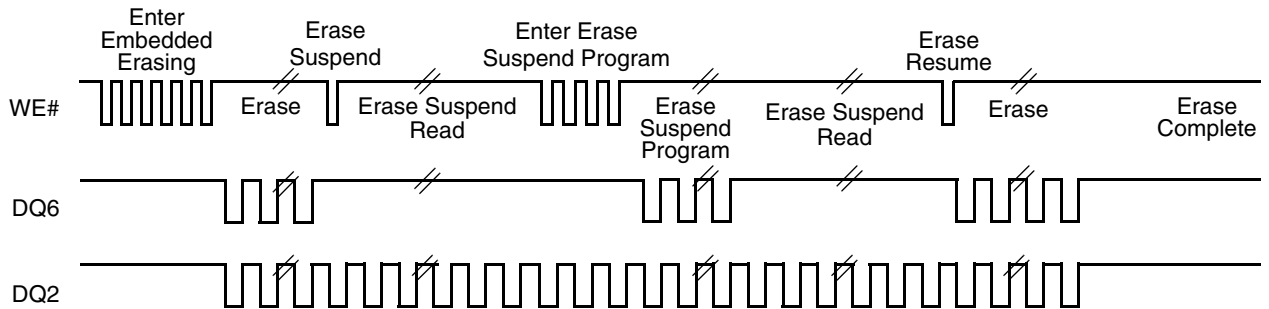 Enter
Embedded
Erasing
Erase
Suspend
Enter Erase
Suspend Program
Erase
Resume
WE#
Erase
Erase Suspend
Read
Erase
Suspend
Program
Erase Suspend
Read
Erase
Erase
Complete
DQ6
DQ2